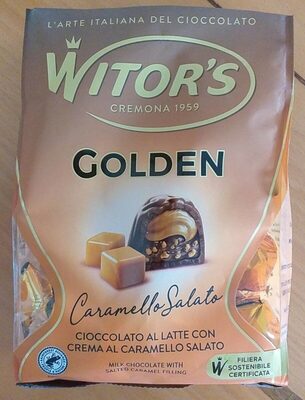 L'ARTE ITALIANA DEL CIOCCOLATO
WITOR'S
CREMONA 1959
GOLDEN
Caramello Salato
CIOCCOLATO AL LATTE CON
CREMA AL CARAMELLO SALATO
MILK CHOCOLATE WITH
SALTED CARAMEL FILLING
FILIERA
SOSTENIBILE
CERTIFICATA